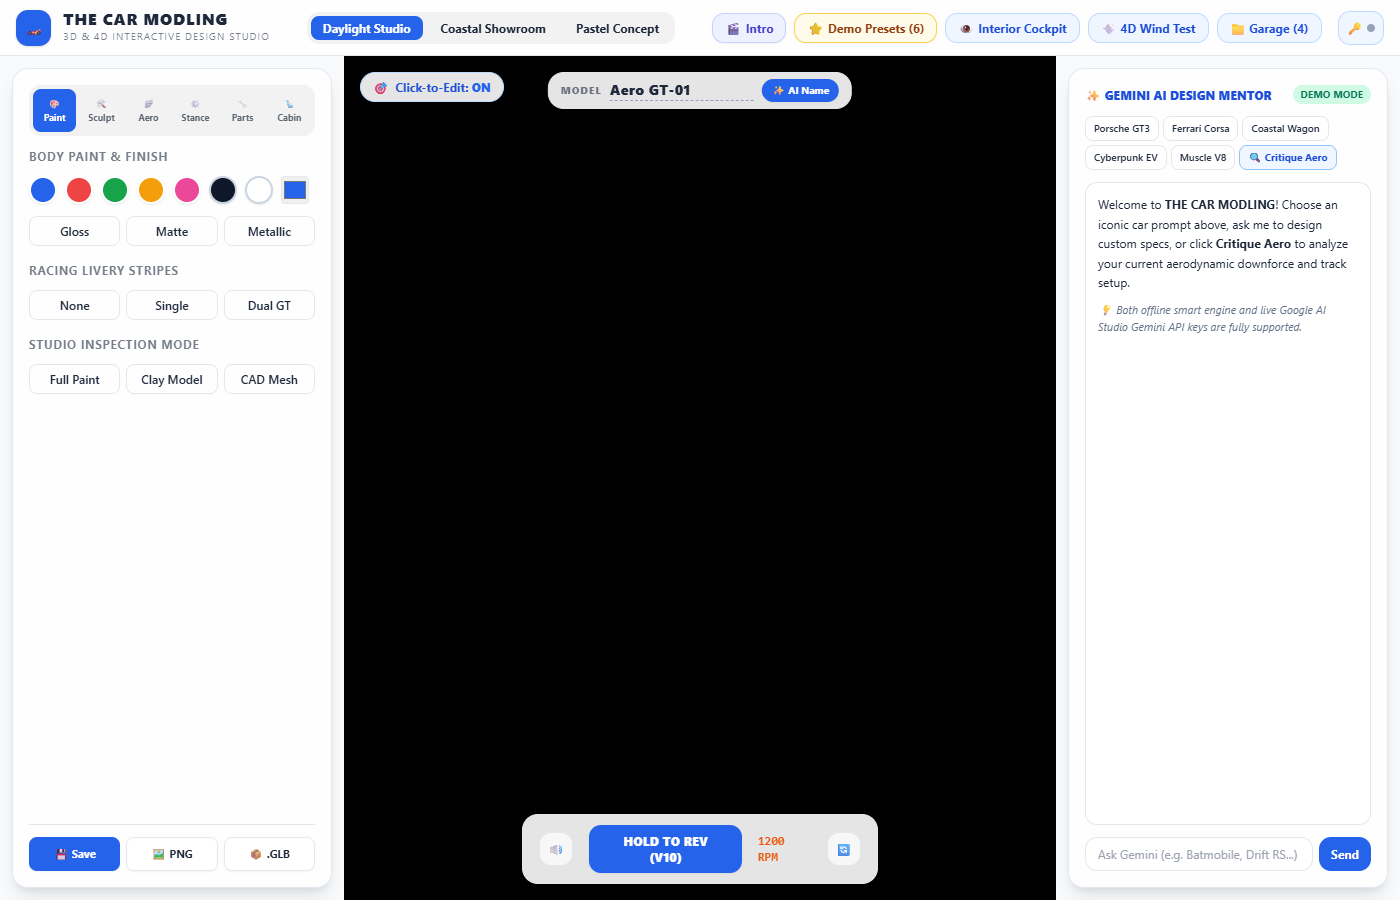 THE CAR MODLING
3D & 4D INTERACTIVE DESIGN STUDIO
Daylight Studio
Coastal Showroom
Pastel Concept
Intro
Demo Presets (6)
Interior Cockpit
4D Wind Test
Garage (4)
Paint
Sculpt
Aero
Stance
Parts
Cabin
BODY PAINT & FINISH
Gloss
Matte
Metallic
RACING LIVERY STRIPES
None
Single
Dual GT
STUDIO INSPECTION MODE
Full Paint
Clay Model
CAD Mesh
Save
PNG
.GLB
Click-to-Edit: ON
MODEL
Aero GT-01
AI Name
HOLD TO REV
(V10)
1200
RPM
GEMINI AI DESIGN MENTOR
DEMO MODE
Porsche GT3
Ferrari Corsa
Coastal Wagon
Cyberpunk EV
Muscle V8
Critique Aero
Welcome to THE CAR MODLING! Choose an
iconic car prompt above, ask me to design
custom specs, or click Critique Aero to analyze
your current aerodynamic downforce and track
setup.
Both offline smart engine and live Google AI
Studio Gemini API keys are fully supported.
Ask Gemini (e.g. Batmobile, Drift RS...)
Send